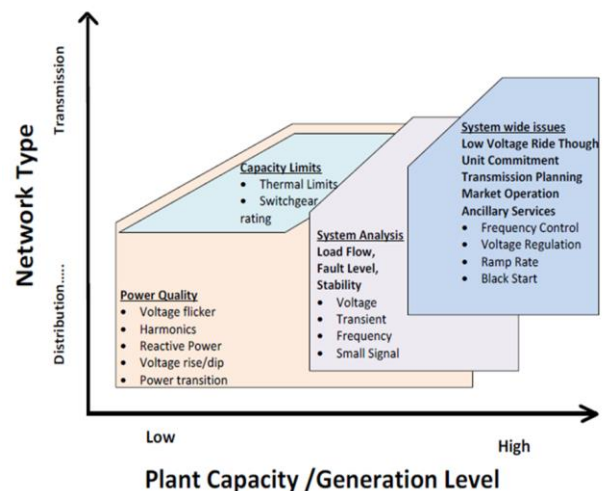 Network Type
Transmission
Distribution.....
Capacity Limits
• Thermal Limits
• Switchgear
rating
Power Quality
• Voltage flicker
• Harmonics
• Reactive Power
• Voltage rise/dip
• Power transition
System Analysis
Load Flow,
Fault Level,
Stability
• Voltage
• Transient
• Frequency
• Small Signal
System wide issues
Low Voltage Ride Though
Unit Commitment
Transmission Planning
Market Operation
Ancillary Services
• Frequency Control
• Voltage Regulation
• Ramp Rate
• Black Start
Low
High
Plant Capacity /Generation Level